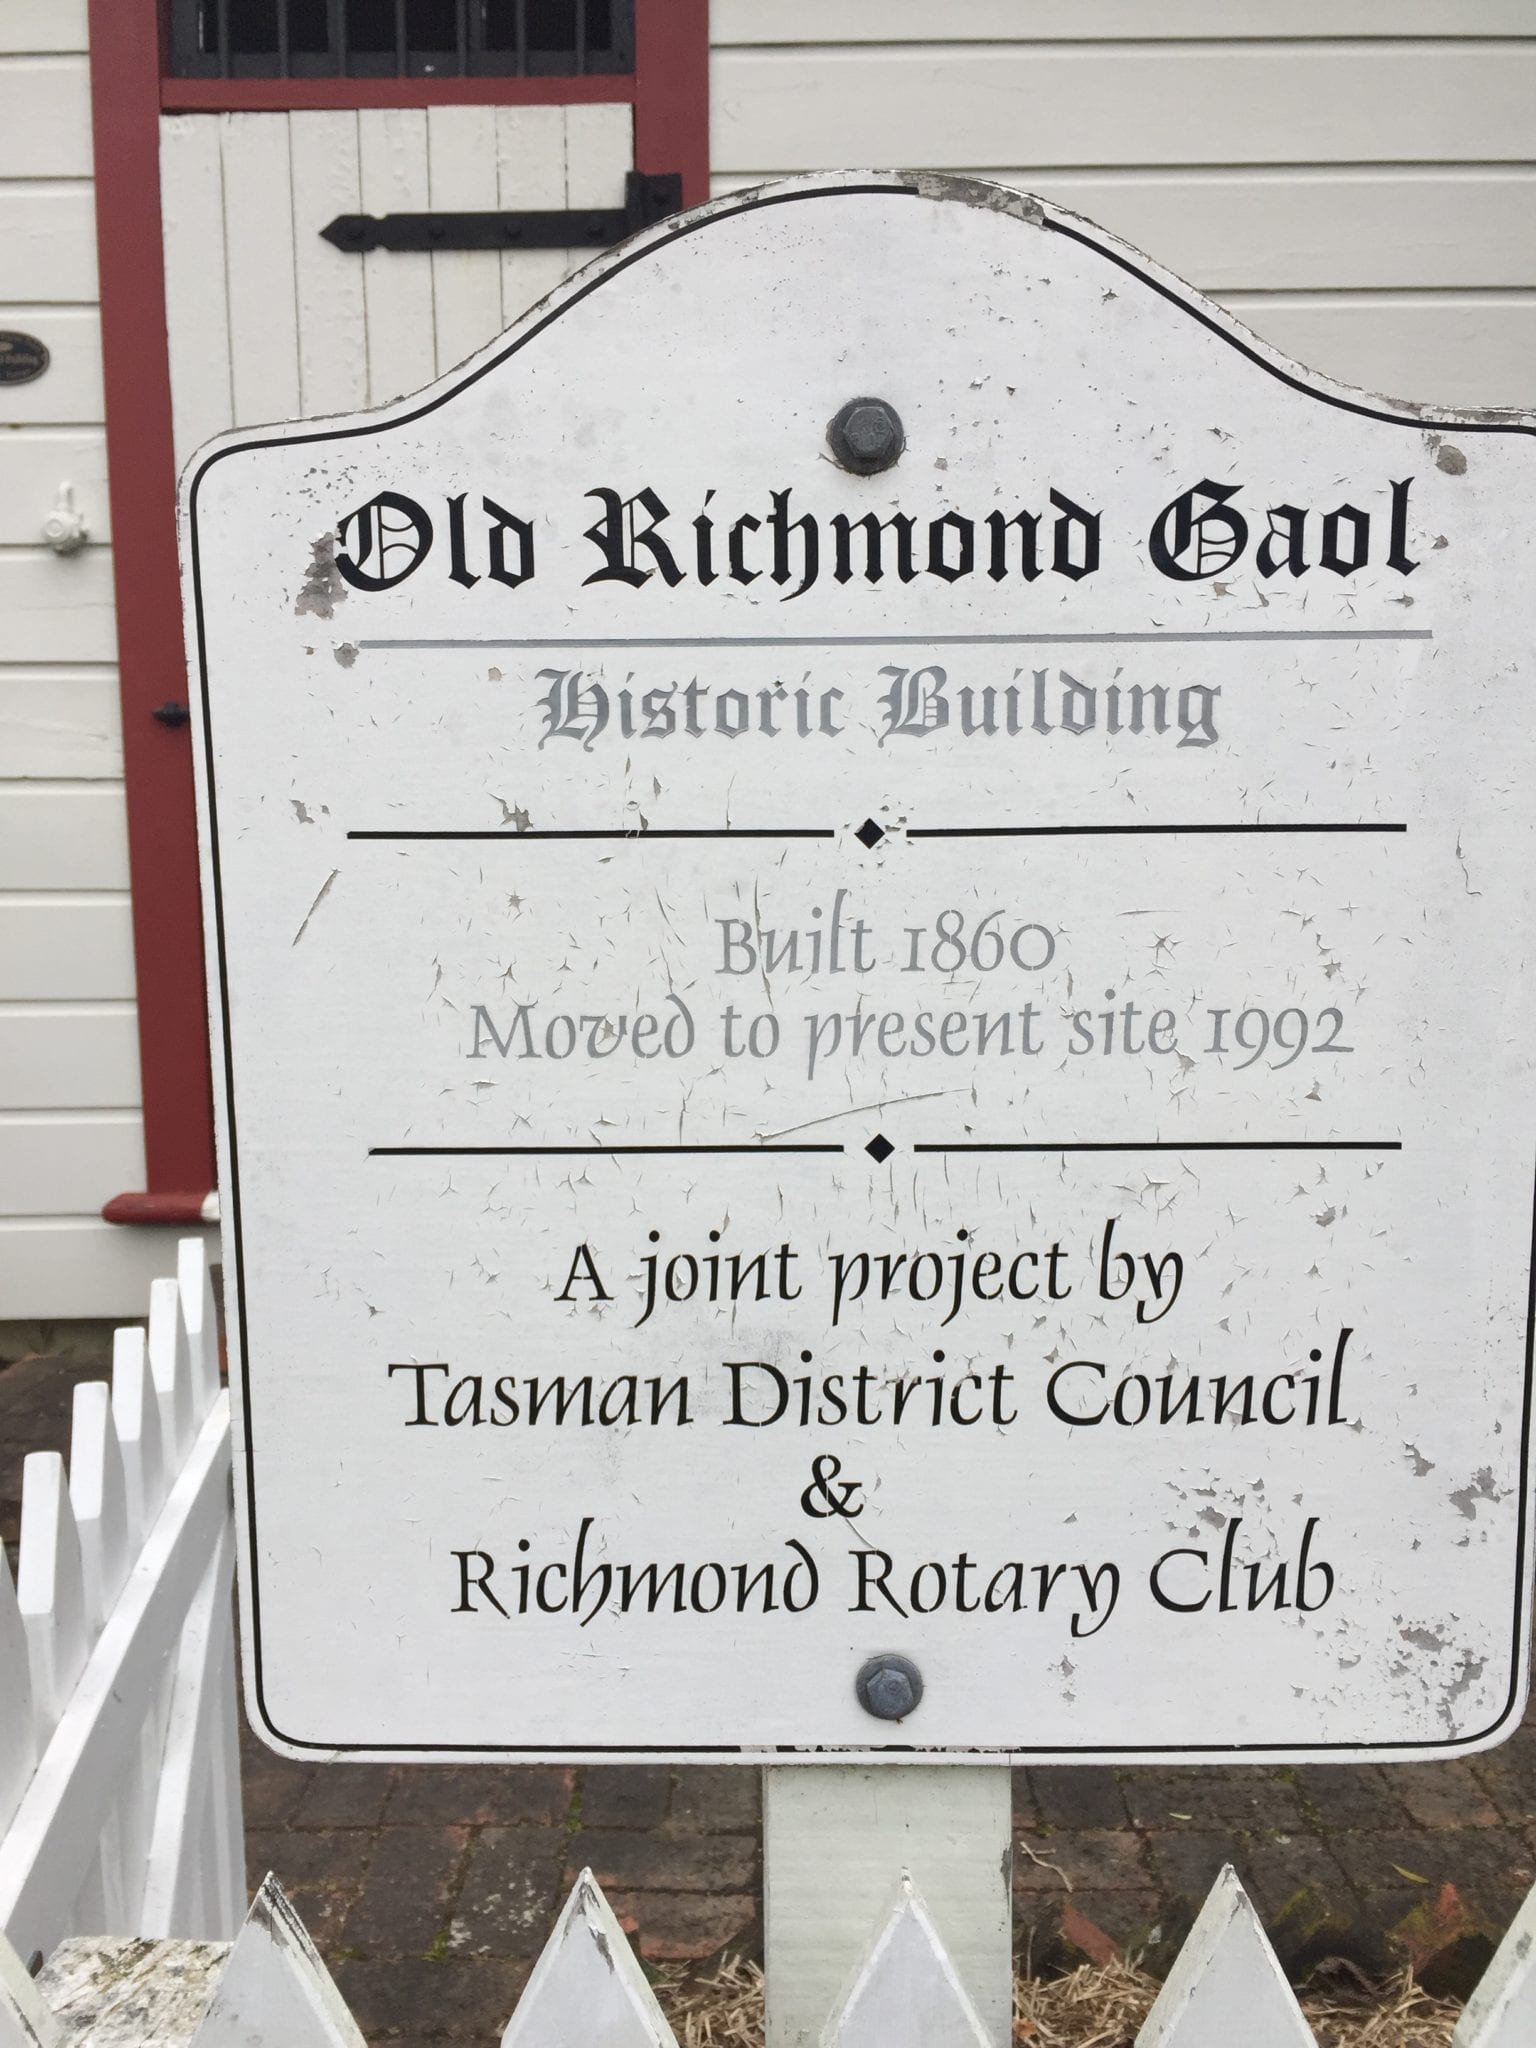 Old Richmond Gaol
Historic Building
Built 1860
Moved to present site 1992
A joint project by
Tasman District Council
&
Richmond Rotary Club